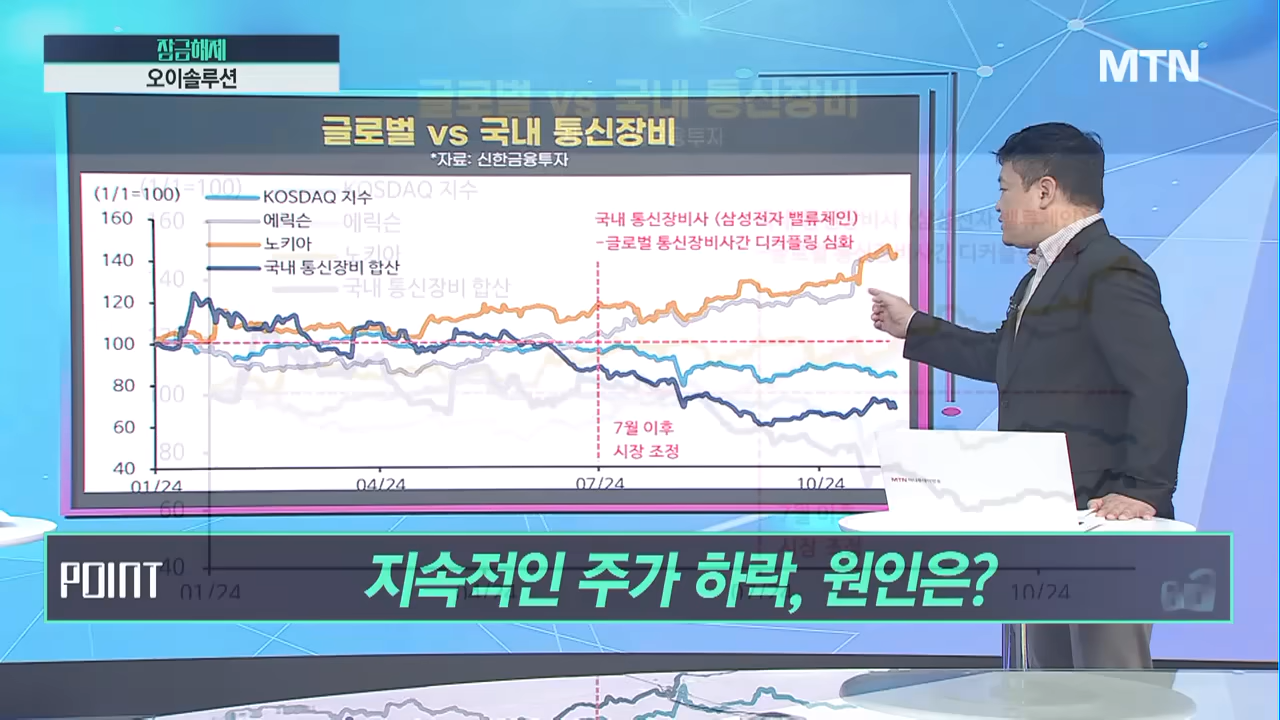 잠금해제
오이솔루션
MTN
글로벌 vs 국내 통신장비
*자료: 신한금융투자
(1/1=100)
KOSDAQ 지수
에릭슨
노키아
국내 통신장비 합산
국내 통신장비사 (삼성전자 밸류체인)
-글로벌 통신장비사간 디커플링 심화
160
140
120
100
80
60
40
7월 이후
시장 조정
01/24
04/24
07/24
10/24
MTN
POINT
지속적인 주가 하락, 원인은?